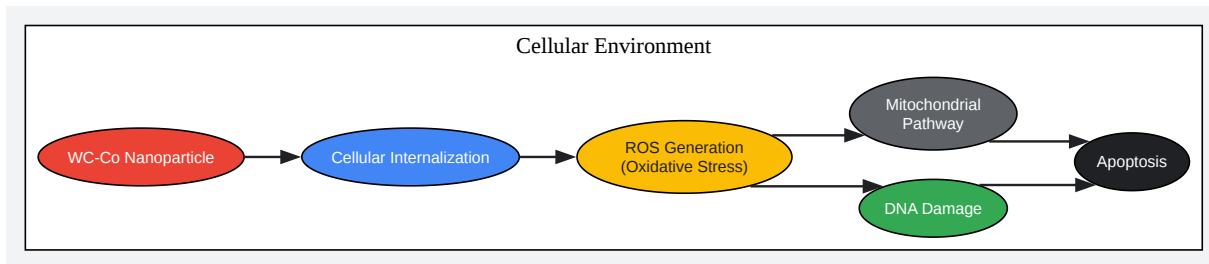 Cellular Environment
WC-Co Nanoparticle
Cellular Internalization
ROS Generation
(Oxidative Stress)
Mitochondrial
Pathway
DNA Damage
Apoptosis